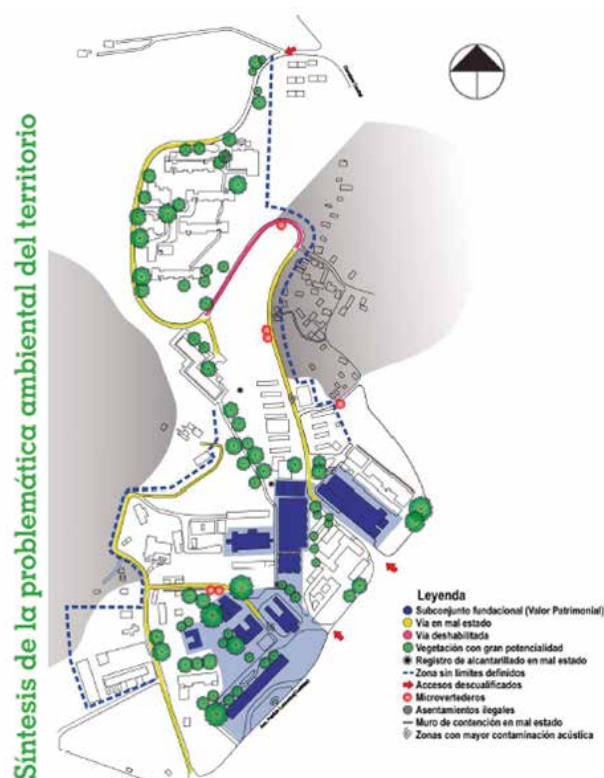 Síntesis de la problemática ambiental del territorio
Leyenda
Subconjunto fundacional (Valor Patrimonial)
Vía en mal estado
Vía deshabilitada
Vegetación con gran potencialidad
Registro de alcantarillado en mal estado
Zona sin límites definidos
Accesos descualificados
Microvertederos
Asentamientos ilegales
Muro de contención en mal estado
Zonas con mayor contaminación acústica